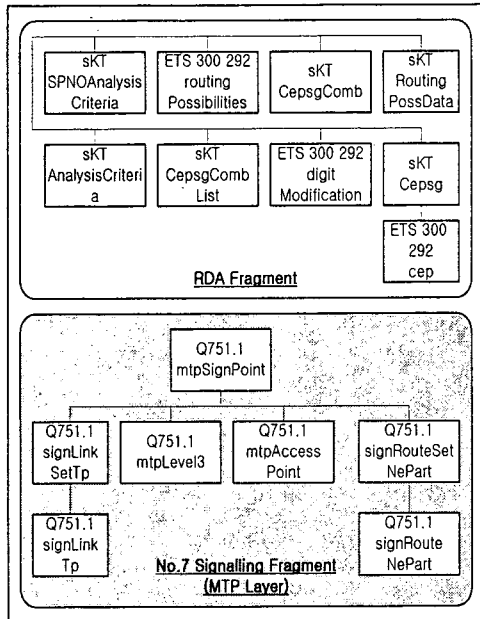 sKT
SPNOAnalysis
Criteria
ETS 300 292
routing
Possibilities
sKT
CepsgComb
sKT
Routing
PossData
sKT
AnalysisCriteri
a
sKT
CepsgComb
List
ETS 300 292
digit
Modification
sKT
Cepsg
ETS 300
292
cep
RDA Fragment
Q751.1
mtpSignPoint
Q751.1
signLink
SetTp
Q751.1
mtpLevel3
Q751.1
mtpAccess
Point
Q751.1
signRouteSet
NePart
Q751.1
signLink
Tp
Q751.1
signRoute
NePart
No.7 Signalling Fragment
(MTP Layer)